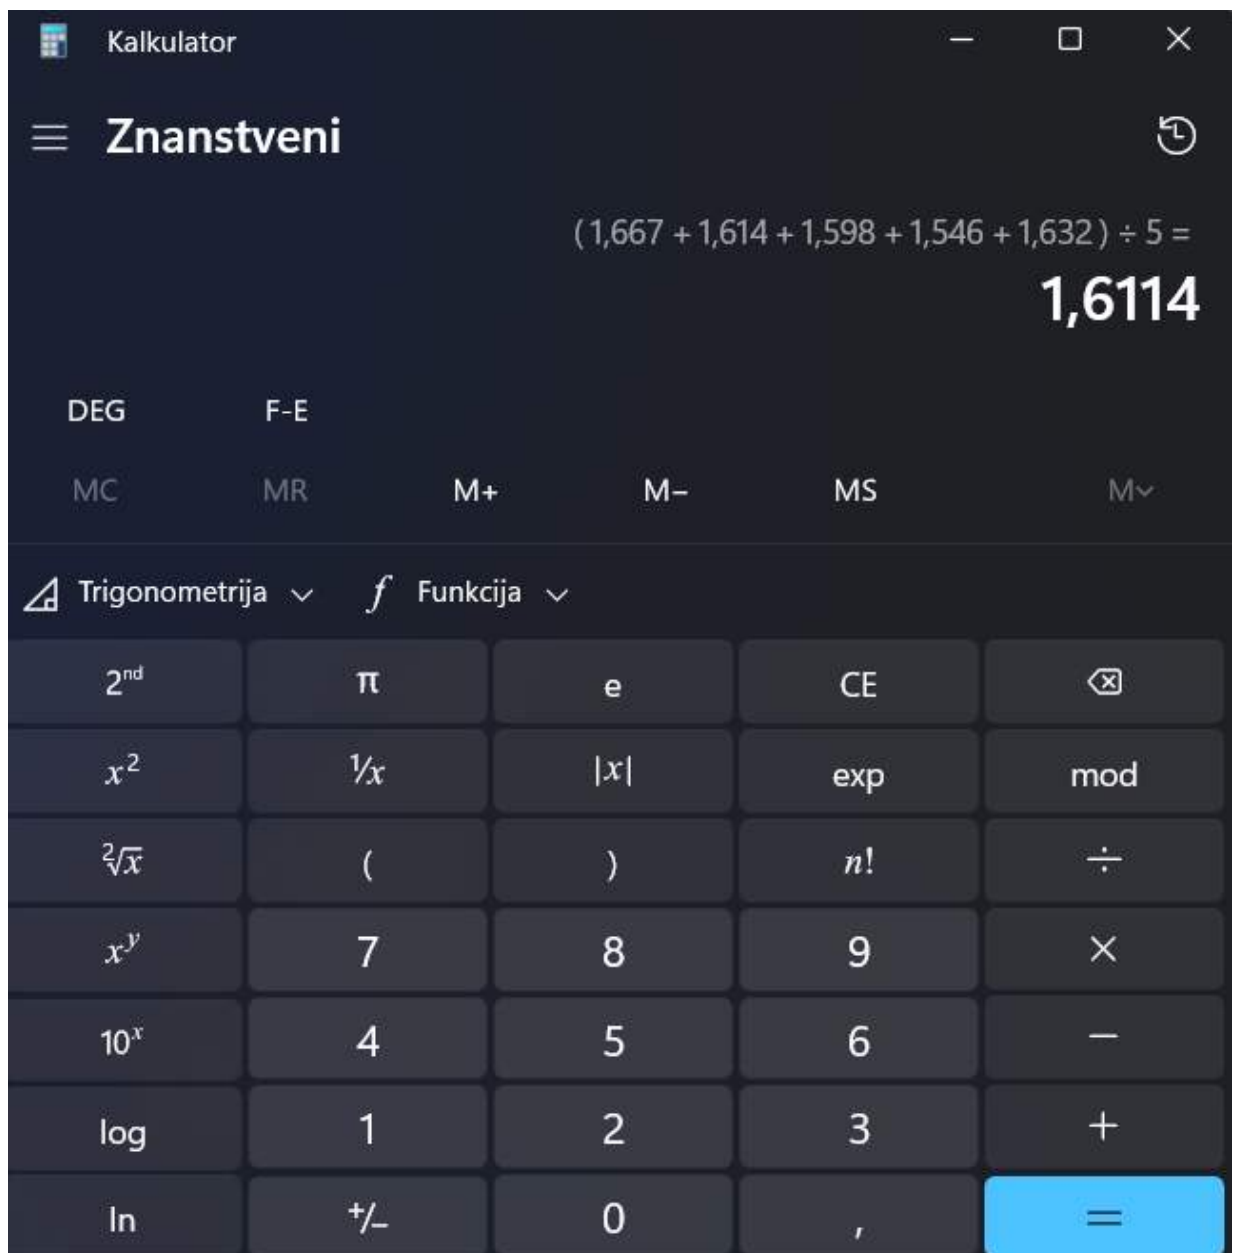 Kalkulator
Znanstveni
(1,667 + 1,614 + 1,598 + 1,546 + 1,632) ÷ 5 =
1,6114
DEG F-E
MC MR M+ M− MS M
Trigonometrija f Funkcija
2ⁿᵈ π e CE
x² ¹/x |x| exp mod
²√x ( ) n! ÷
xʸ 7 8 9 ×
10ˣ 4 5 6 −
log 1 2 3 +
ln +/− 0 , =